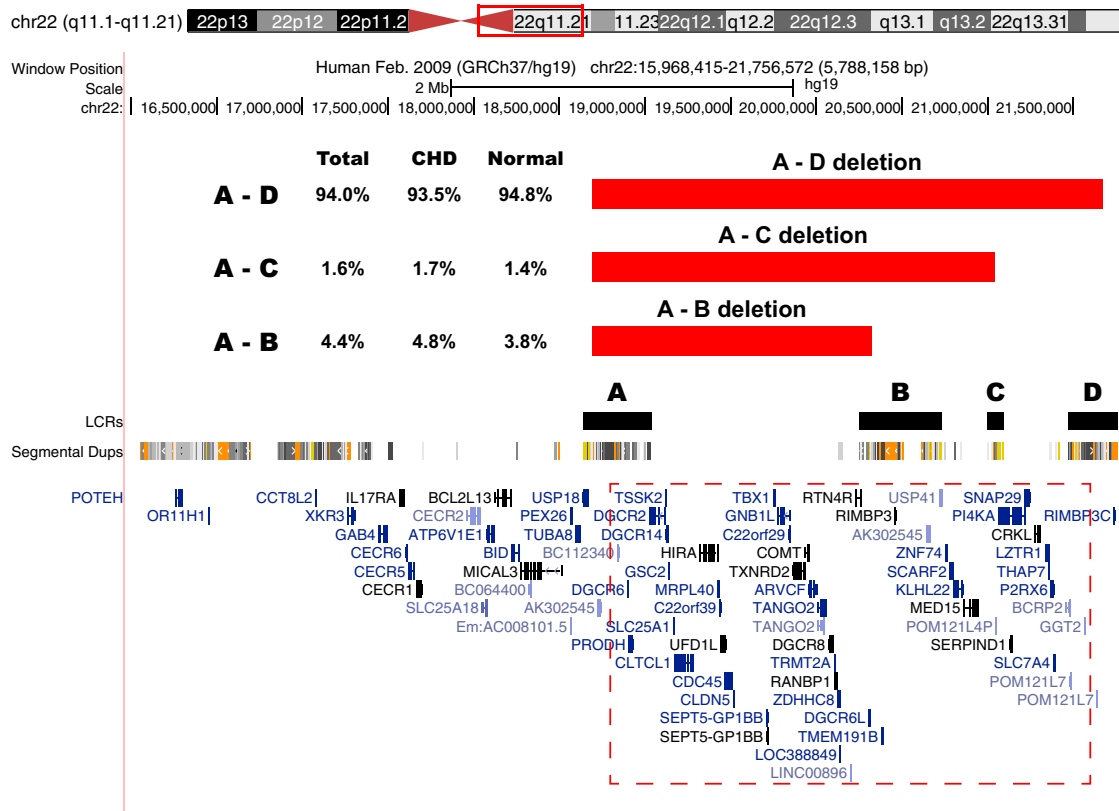 chr22 (q11.1-q11.21) 22p13 22p12 22p11.2 22q11.21 11.23 22q12.1 q12.2 22q12.3 q13.1 q13.2 22q13.31
Window Position Human Feb. 2009 (GRCh37/hg19) chr22:15,968,415-21,756,572 (5,788,158 bp)
Scale 2 Mb hg19
chr22: 16,500,000 17,000,000 17,500,000 18,000,000 18,500,000 19,000,000 19,500,000 20,000,000 20,500,000 21,000,000 21,500,000
Total CHD Normal A - D deletion
A - D 94.0% 93.5% 94.8%
A - C deletion
A - C 1.6% 1.7% 1.4%
A - B deletion
A - B 4.4% 4.8% 3.8%
A B C D
LCRs
Segmental Dups
POTEH CCT8L2 IL17RA BCL2L13 USP18 TSSK2 TBX1 RTN4R USP41 SNAP29
OR11H1 XKR3 CECR2 PEX26 DGCR2 GNB1L RIMBP3 PI4KA RIMBP3C
GAB4 ATP6V1E1 TUBA8 DGCR14 C22orf29 AK302545 CRKL
CECR6 BID BC112340 HIRA COMT ZNF74 LZTR1
CECR5 MICAL3 GSC2 TXNRD2 SCARF2 THAP7
CECR1 BC064400 DGCR6 MRPL40 ARVCF KLHL22 P2RX6
SLC25A18 AK302545 C22orf39 TANGO2 MED15 BCRP2
Em:AC008101.5 SLC25A1 TANGO2 POM121L4P GGT2
PRODH UFD1L DGCR8 SERPIND1
CLTCL1 TRMT2A SLC7A4
CDC45 RANBP1 POM121L7
CLDN5 ZDHHC8 POM121L7
SEPT5-GP1BB DGCR6L
SEPT5-GP1BB TMEM191B
LOC388849
LINC00896